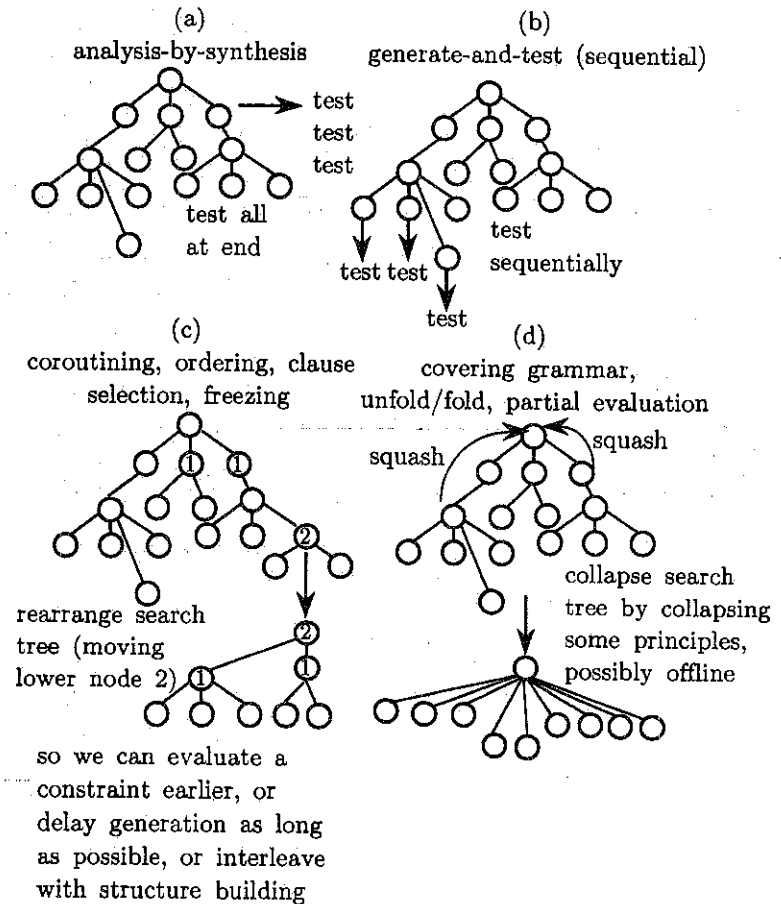 (a)
analysis-by-synthesis
test
test
test
test all
at end
(b)
generate-and-test (sequential)
test
sequentially
test test
test
(c)
coroutining, ordering, clause
selection, freezing
1 1
2
rearrange search
tree (moving
lower node 2)
2
1
1
so we can evaluate a
constraint earlier, or
delay generation as long
as possible, or interleave
with structure building
(d)
covering grammar,
unfold/fold, partial evaluation
squash
squash
collapse search
tree by collapsing
some principles,
possibly offline